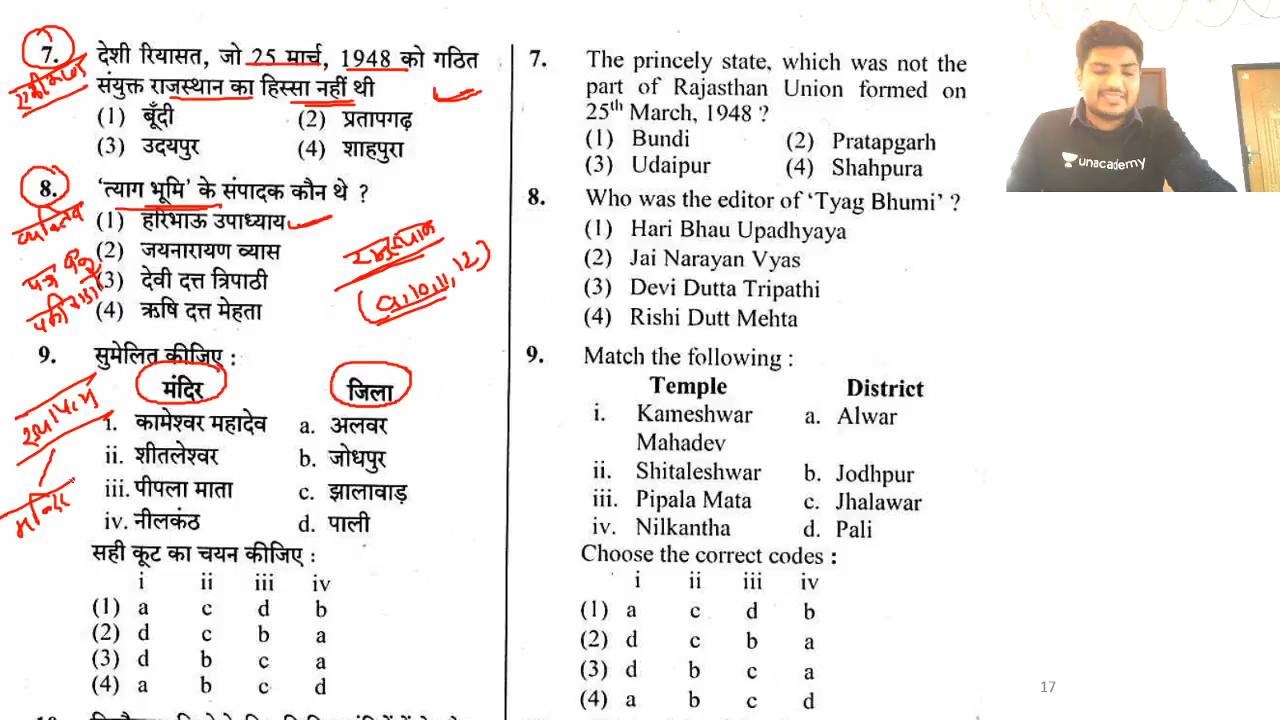 7. देशी रियासत, जो 25 मार्च, 1948 को गठित
संयुक्त राजस्थान का हिस्सा नहीं थी
(1) बूँदी (2) प्रतापगढ़
(3) उदयपुर (4) शाहपुरा
8. ‘त्याग भूमि’ के संपादक कौन थे ?
(1) हरिभाऊ उपाध्याय
(2) जयनारायण व्यास
(3) देवी दत्त त्रिपाठी
(4) ऋषि दत्त मेहता
9. सुमेलित कीजिए :
मंदिर जिला
i. कामेश्वर महादेव a. अलवर
ii. शीतलेश्वर b. जोधपुर
iii. पीपला माता c. झालावाड़
iv. नीलकंठ d. पाली
सही कूट का चयन कीजिए :
i ii iii iv
(1) a c d b
(2) d c b a
(3) d b c a
(4) a b c d
एकीकरण
व्यक्तित्व
पत्र
राजस्थान
स्थापत्य
मन्दिर
7. The princely state, which was not the
part of Rajasthan Union formed on
25th March, 1948 ?
(1) Bundi (2) Pratapgarh
(3) Udaipur (4) Shahpura
8. Who was the editor of ‘Tyag Bhumi’ ?
(1) Hari Bhau Upadhyaya
(2) Jai Narayan Vyas
(3) Devi Dutta Tripathi
(4) Rishi Dutt Mehta
9. Match the following :
Temple District
i. Kameshwar a. Alwar
Mahadev
ii. Shitaleshwar b. Jodhpur
iii. Pipala Mata c. Jhalawar
iv. Nilkantha d. Pali
Choose the correct codes :
i ii iii iv
(1) a c d b
(2) d c b a
(3) d b c a
(4) a b c d
unacademy
17